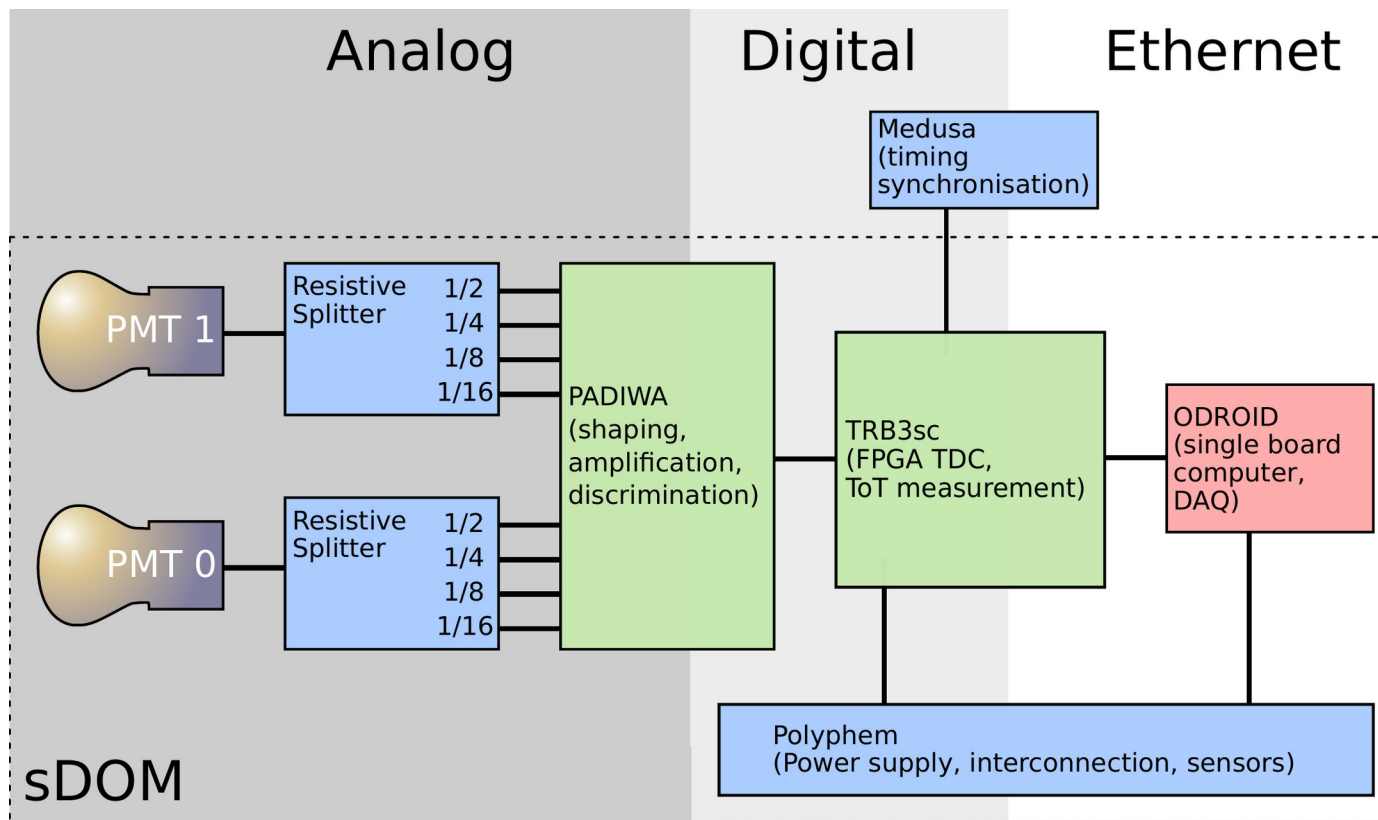 Analog
Digital
Ethernet
Medusa
(timing
synchronisation)
PMT 1
Resistive
Splitter
1/2
1/4
1/8
1/16
PADIWA
(shaping,
amplification,
discrimination)
TRB3sc
(FPGA TDC,
ToT measurement)
ODROID
(single board
computer,
DAQ)
PMT 0
Resistive
Splitter
1/2
1/4
1/8
1/16
Polyphem
(Power supply, interconnection, sensors)
sDOM